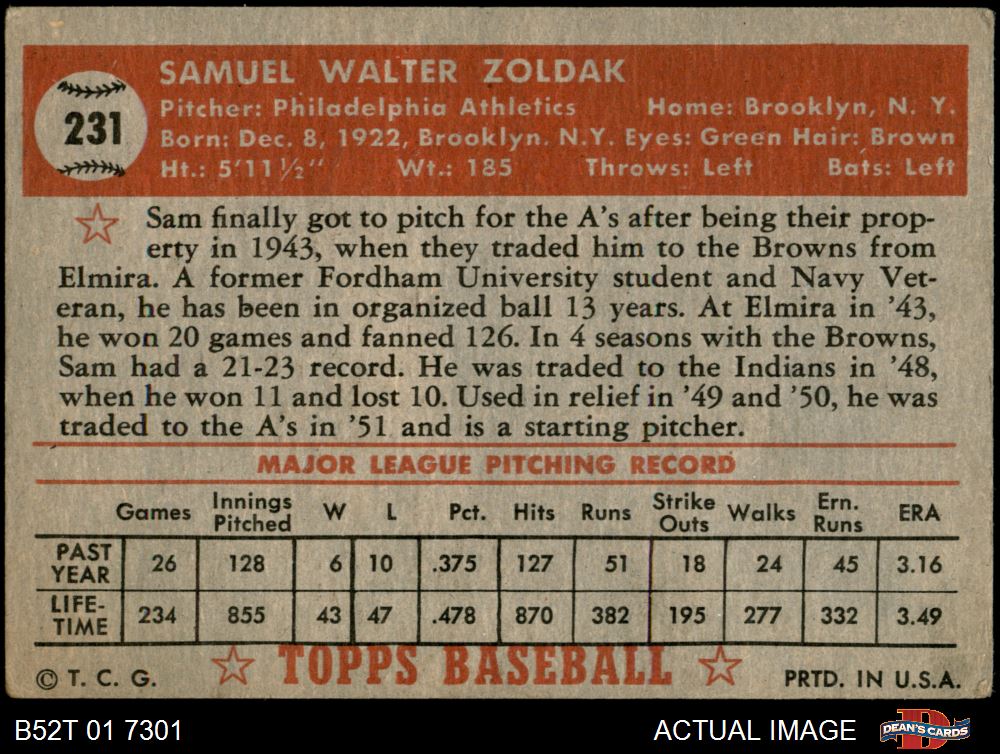 SAMUEL WALTER ZOLDAK
231
Pitcher: Philadelphia Athletics Home: Brooklyn, N. Y.
Born: Dec. 8, 1922, Brooklyn. N.Y. Eyes: Green Hair: Brown
Ht.: 5'11½" Wt.: 185 Throws: Left Bats: Left
Sam finally got to pitch for the A's after being their prop-
erty in 1943, when they traded him to the Browns from
Elmira. A former Fordham University student and Navy Vet-
eran, he has been in organized ball 13 years. At Elmira in '43,
he won 20 games and fanned 126. In 4 seasons with the Browns,
Sam had a 21-23 record. He was traded to the Indians in '48,
when he won 11 and lost 10. Used in relief in '49 and '50, he was
traded to the A's in '51 and is a starting pitcher.
MAJOR LEAGUE PITCHING RECORD
Games Innings Pitched W L Pct. Hits Runs Strike Outs Walks Ern. Runs ERA
PAST YEAR 26 128 6 10 .375 127 51 18 24 45 3.16
LIFE-TIME 234 855 43 47 .478 870 382 195 277 332 3.49
© T. C. G. TOPPS BASEBALL PRTD. IN U.S.A.
B52T 01 7301 ACTUAL IMAGE DEAN'S CARDS